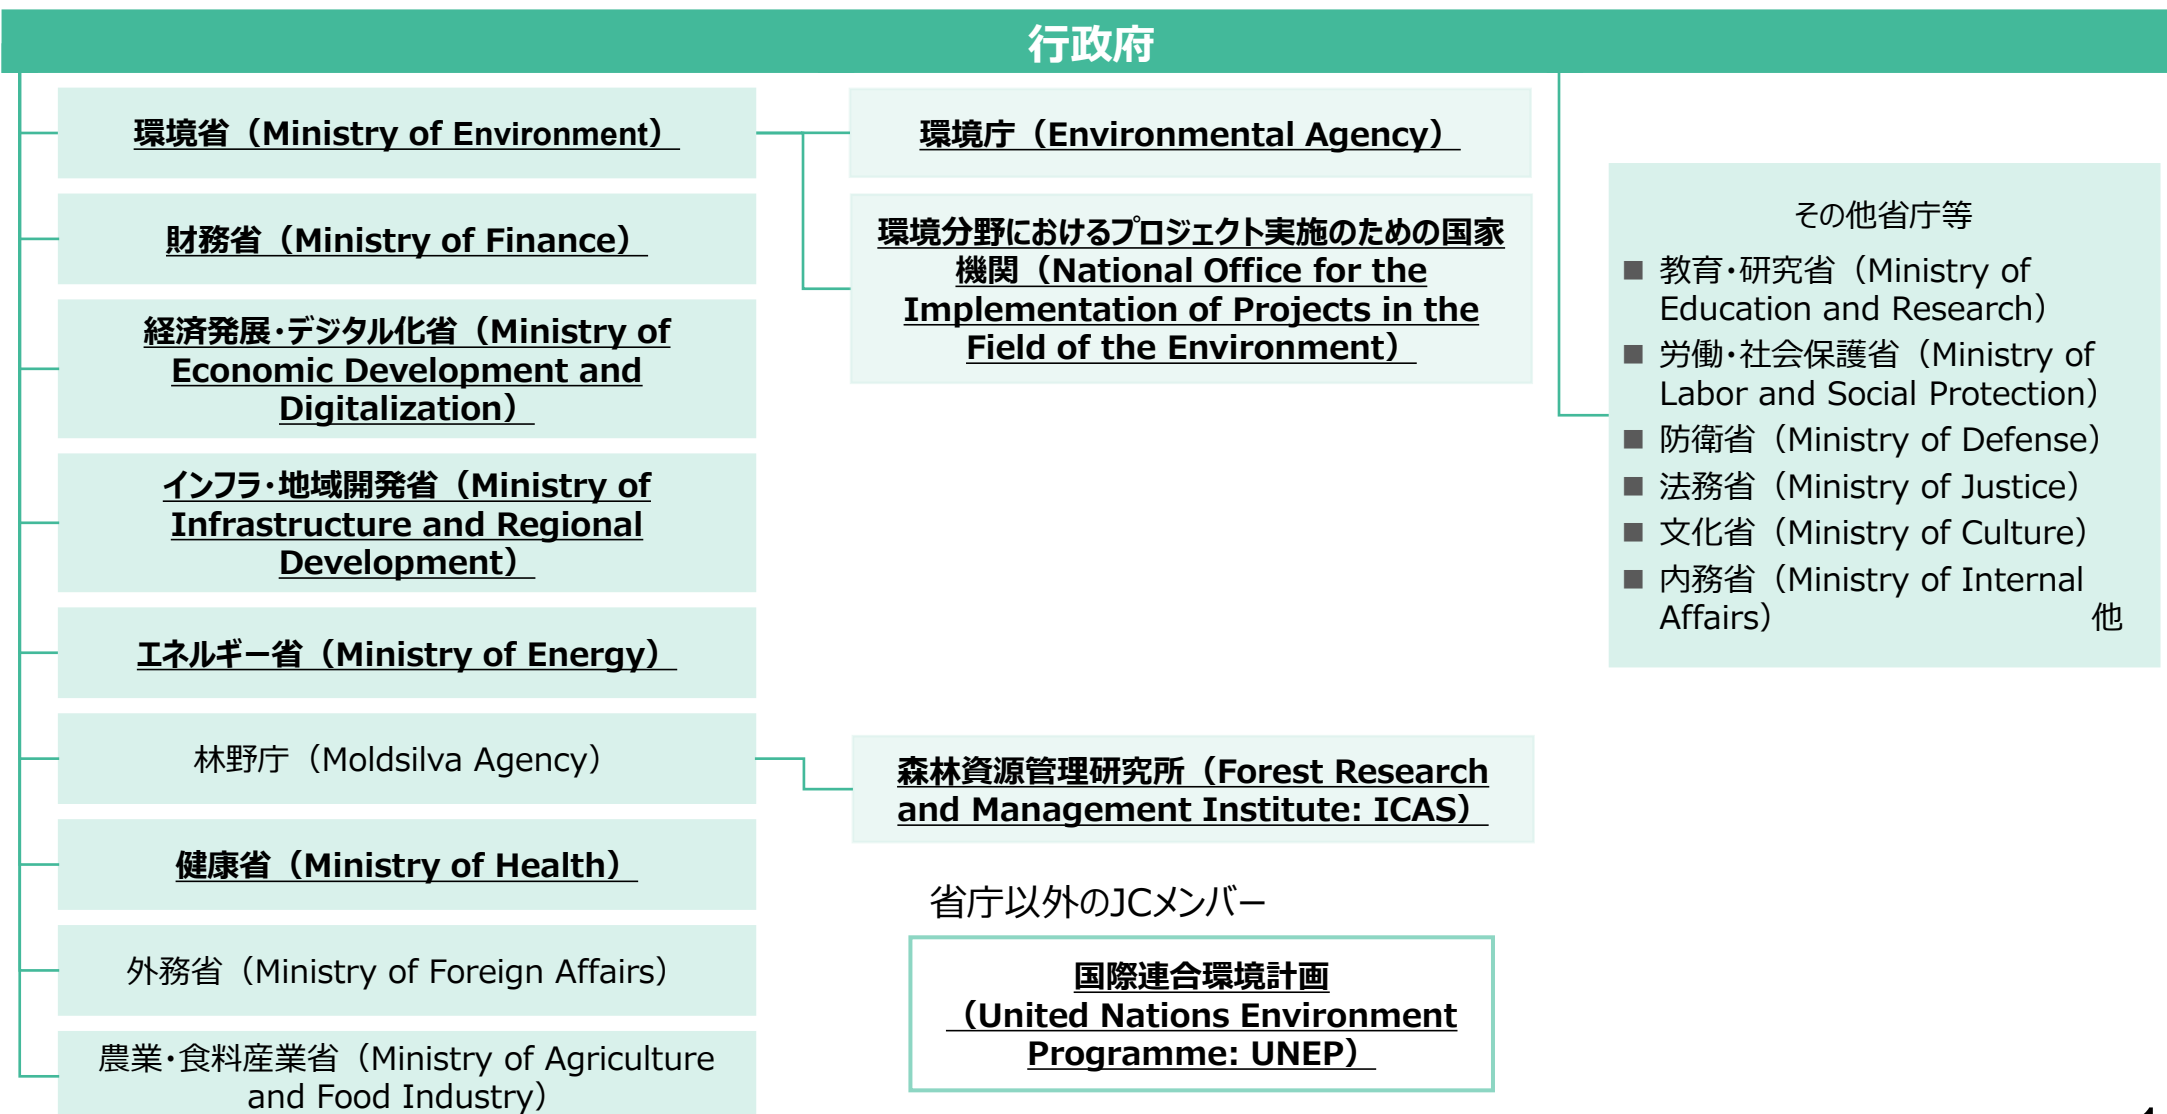 行政府
環境省（Ministry of Environment）
財務省（Ministry of Finance）
経済発展・デジタル化省（Ministry of
Economic Development and
Digitalization）
インフラ・地域開発省（Ministry of
Infrastructure and Regional
Development）
エネルギー省（Ministry of Energy）
林野庁（Moldsilva Agency）
健康省（Ministry of Health）
外務省（Ministry of Foreign Affairs）
農業・食料産業省（Ministry of Agriculture
and Food Industry）
環境庁（Environmental Agency）
環境分野におけるプロジェクト実施のための国家
機関（National Office for the
Implementation of Projects in the
Field of the Environment）
森林資源管理研究所（Forest Research
and Management Institute: ICAS）
省庁以外のJCメンバー
国際連合環境計画
（United Nations Environment
Programme: UNEP）
その他省庁等
■ 教育・研究省（Ministry of
Education and Research）
■ 労働・社会保護省（Ministry of
Labor and Social Protection）
■ 防衛省（Ministry of Defense）
■ 法務省（Ministry of Justice）
■ 文化省（Ministry of Culture）
■ 内務省（Ministry of Internal
Affairs） 他